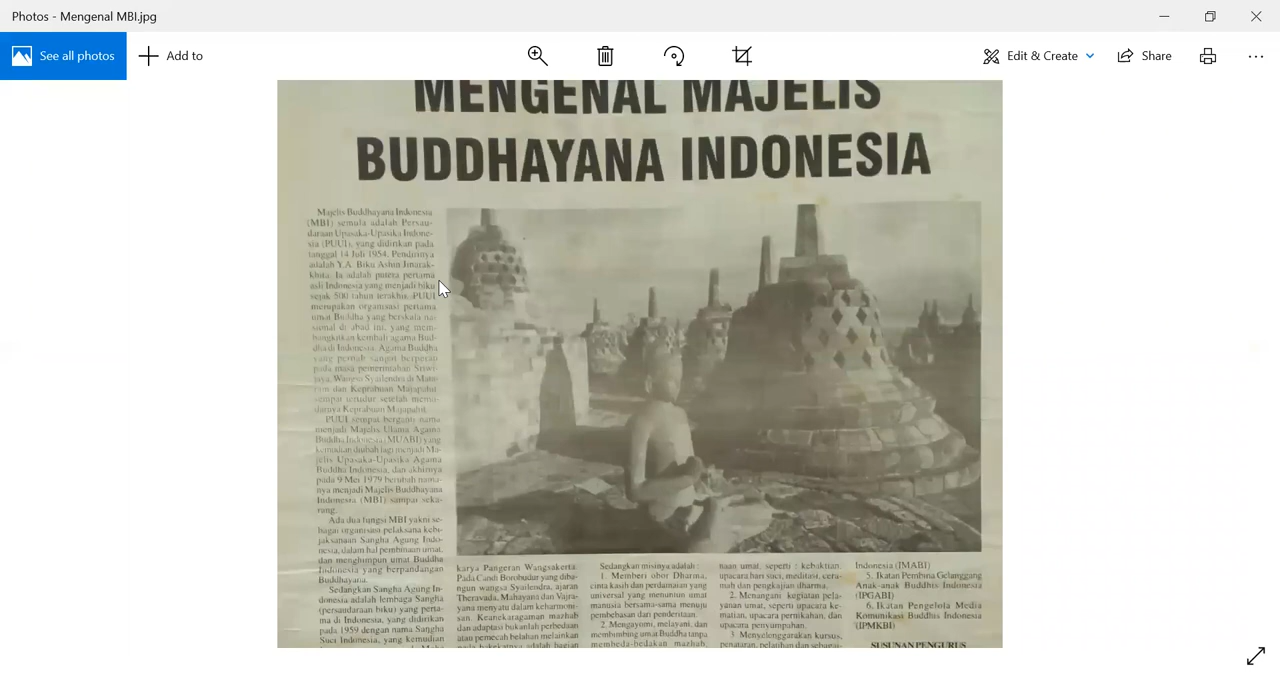 Photos - Mengenal MBI.jpg
See all photos
Add to
Edit & Create
Share
MENGENAL MAJELIS
BUDDHAYANA INDONESIA
Majelis Buddhayana Indonesia
(MBI) semula adalah Persau-
daraan Upasaka-Upasika Indone-
sia (PUUI), yang didirikan pada
tanggal 14 Juli 1954. Pendirinya
adalah Y.A. Biku Ashin Jinarak-
khita. Ia adalah putera pertama
asli Indonesia yang menjadi biku
sejak 500 tahun terakhir. PUUI
merupakan organisasi pertama
umat Buddha yang berskala na-
sional di abad ini, yang mem-
bangkitkan kembali agama Bud-
dha di Indonesia. Agama Buddha
yang pernah sangat berperan
pada masa pemerintahan Sriwi-
jaya, Wangsa Syailendra di Mata-
ram dan Keprabuan Majapahit
sempat tertidur setelah
Keprabuan Majapahit.
PUUI sempat berganti nama
menjadi Majelis Ulama Agama
Buddha Indonesia (MUABI) yang
kemudian diubah lagi menjadi Ma-
jelis Upasaka-Upasika Agama
Buddha Indonesia, dan akhirnya
pada 9 Mei 1979 berubah nama-
nya menjadi Majelis Buddhayana
Indonesia (MBI) sampai seka-
rang.
Ada dua fungsi MBI yakni se-
bagai organisasi pelaksana kebi-
jaksanaan Sangha Agung Indo-
nesia, dalam hal pembinaan umat,
dan menghimpun umat Buddha
Indonesia yang berpandangan
Buddhayana.
Sedangkan Sangha Agung In-
donesia adalah lembaga Sangha
(persaudaraan biku) yang perta-
ma di Indonesia, yang didirikan
pada 1959 dengan nama Sangha
Suci Indonesia, yang kemudian
karya Pangeran Wangsakerta.
Pada Candi Borobudur yang diba-
ngun wangsa Syailendra, ajaran
Theravada, Mahayana dan Vajra-
yana menyatu dalam keharmoni-
san. Keanekaragaman mazhab
dan adaptasi bukanlah perbedaan
atau pemecah belahan melainkan
pada hakekatnya adalah bagian
Sedangkan misinya adalah :
1. Memberi obor Dharma,
cinta kasih dan perdamaian yang
universal yang menuntun umat
manusia bersama-sama menuju
pembebasan dan penderitaan.
2. Mengayomi, melayani, dan
membimbing umat Buddha tanpa
membeda-bedakan mazhab,
naan umat, seperti : kebaktian,
upacara hari suci, meditasi, cera-
mah dan pengkajian dharma.
2. Menangani kegiatan pela-
yanan umat, seperti upacara ke-
matian, upacara pernikahan, dan
upacara penyumpahan.
3. Menyelenggarakan kursus,
penataran, pelatihan dan sebagai-
Indonesia (IMABI)
5. Ikatan Pembina Gelanggang
Anak-anak Buddhis Indonesia
(IPGABI)
6. Ikatan Pengelola Media
Komunikasi Buddhis Indonesia
(IPMKBI)
SUSUNAN PENGURUS